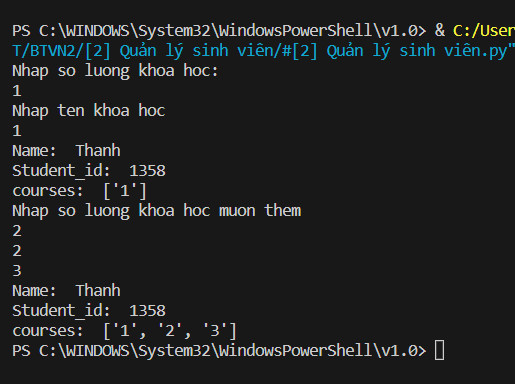 PS C:\WINDOWS\System32\WindowsPowerShell\v1.0> & C:/User
T/BTVN2/[2] Quản lý sinh viên/#[2] Quản lý sinh viên.py"
Nhap so luong khoa hoc:
1
Nhap ten khoa hoc
1
Name:  Thanh
Student_id:  1358
courses:  ['1']
Nhap so luong khoa hoc muon them
2
2
3
Name:  Thanh
Student_id:  1358
courses:  ['1', '2', '3']
PS C:\WINDOWS\System32\WindowsPowerShell\v1.0>